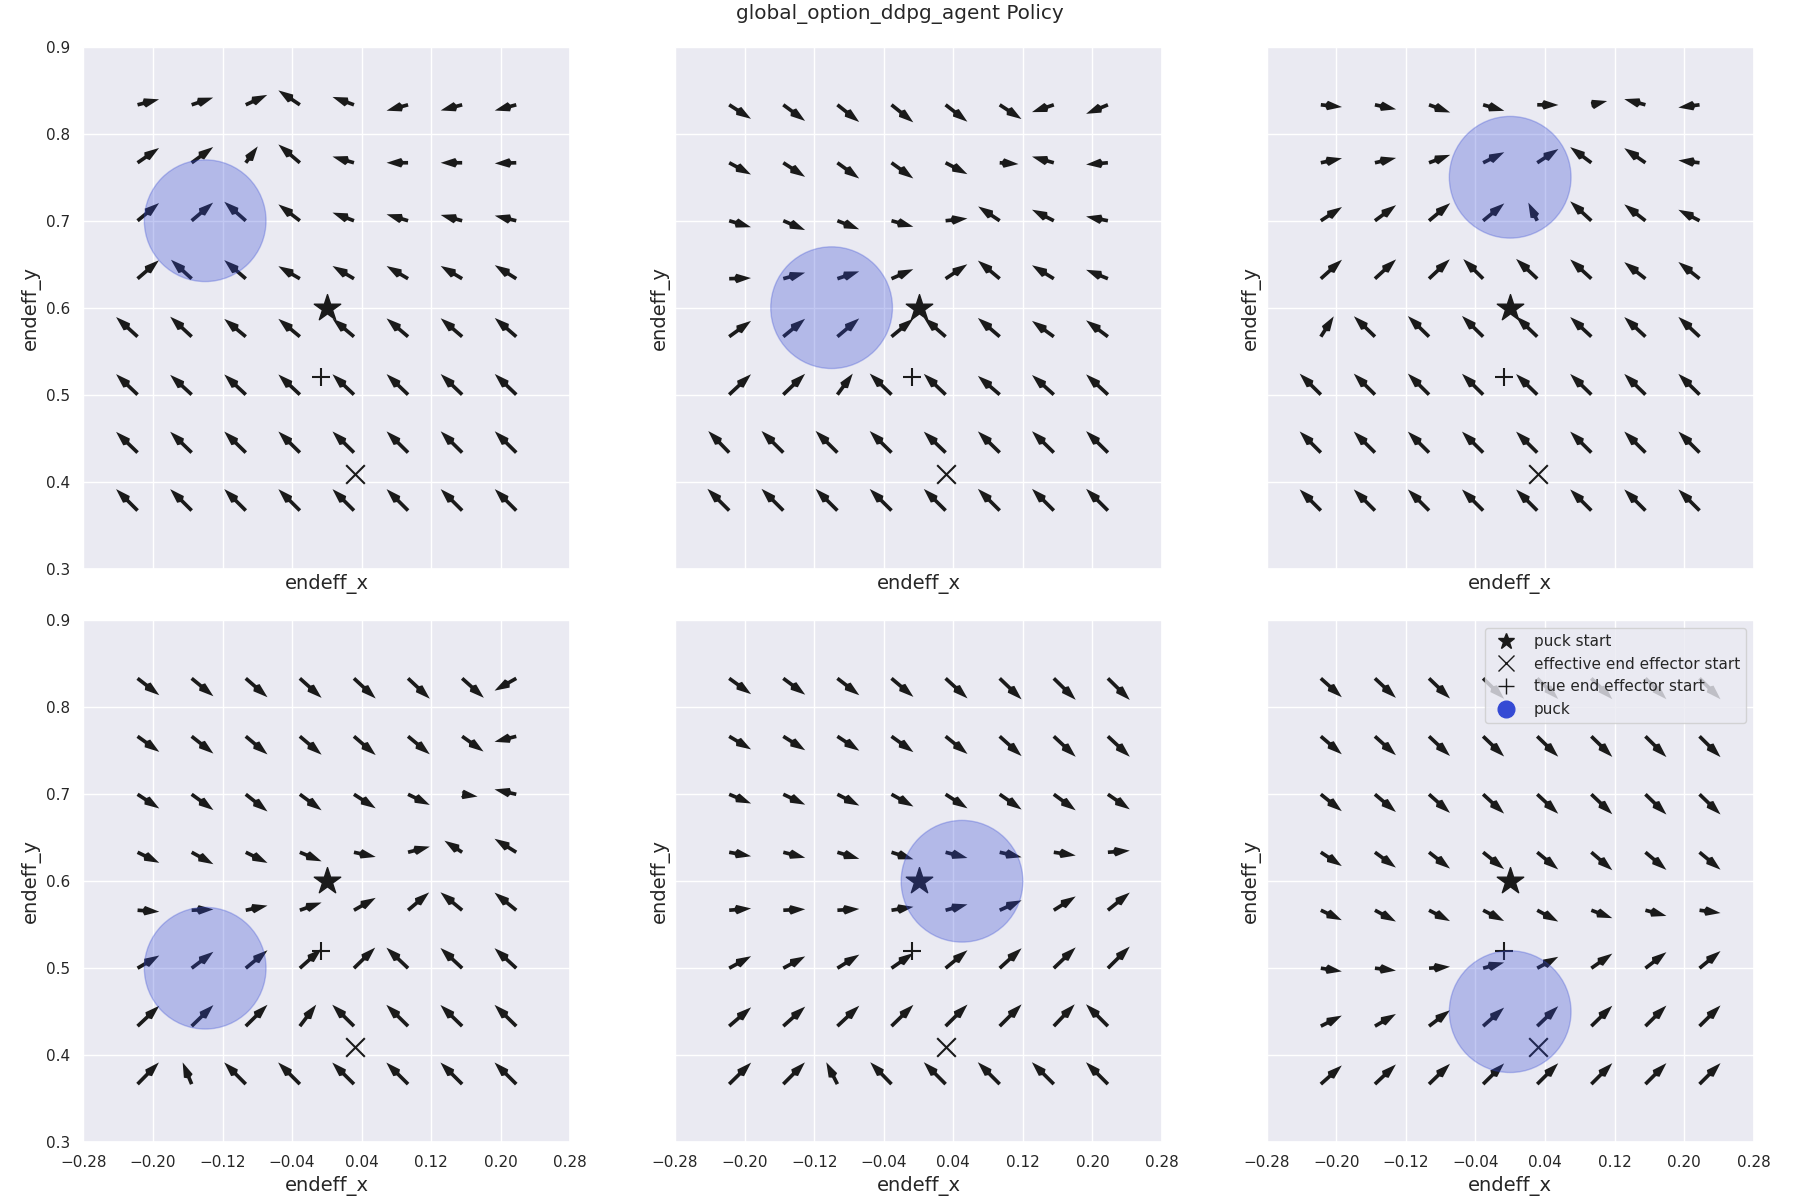 global_option_ddpg_agent Policy
0.9
0.8
0.7
0.6
0.5
0.4
0.3
endeff_y
endeff_x
endeff_y
endeff_x
endeff_y
endeff_x
0.9
0.8
0.7
0.6
0.5
0.4
0.3
endeff_y
−0.28 −0.20 −0.12 −0.04 0.04 0.12 0.20 0.28
endeff_x
endeff_y
−0.28 −0.20 −0.12 −0.04 0.04 0.12 0.20 0.28
endeff_x
puck start
effective end effector start
true end effector start
puck
endeff_y
−0.28 −0.20 −0.12 −0.04 0.04 0.12 0.20 0.28
endeff_x